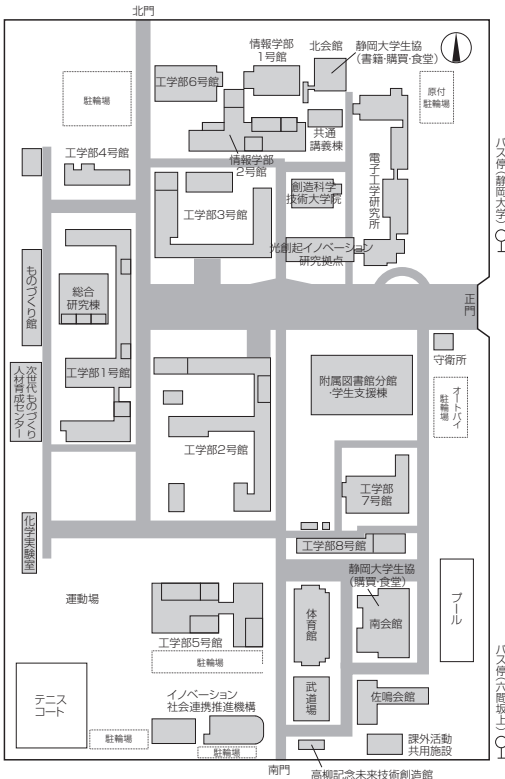 北門
情報学部
1号館
北会館
静岡大学生協
(書籍・購買・食堂)
工学部6号館
駐輪場
原付
駐輪場
共通
講義棟
工学部4号館
情報学部
2号館
電子工学研究所
バス停(静岡大学)
創造科学
技術大学院
工学部3号館
光創起イノベーション
研究拠点
ものづくり館
総合
研究棟
正門
守衛所
次世代ものづくり
人材育成センター
工学部1号館
附属図書館分館
・学生支援棟
オートバイ
駐輪場
工学部2号館
工学部
7号館
化学実験室
工学部8号館
静岡大学生協
(購買・食堂)
運動場
体育館
南会館
プール
工学部5号館
駐輪場
バス停(六間坂上)
テニス
コート
イノベーション
社会連携推進機構
武道場
佐鳴会館
駐輪場
駐輪場
課外活動
共用施設
南門
高柳記念未来技術創造館